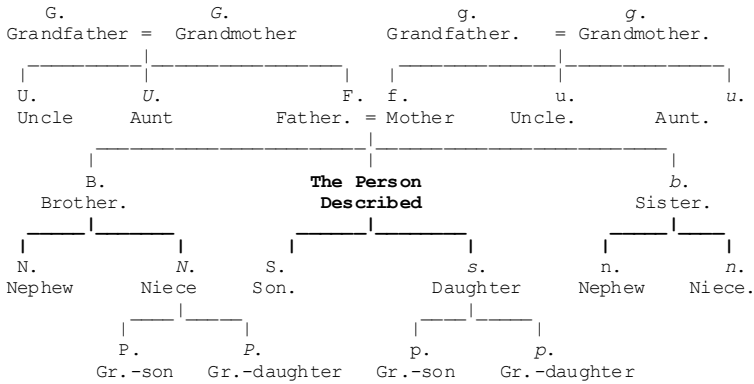 G. G. g. g.
Grandfather = Grandmother Grandfather. = Grandmother.
U. U. F. f. u. u.
Uncle Aunt Father. = Mother Uncle. Aunt.
B. The Person b.
Brother. Described Sister.
N. N. S. s. n. n.
Nephew Niece Son. Daughter Nephew Niece.
P. P. p. p.
Gr.-son Gr.-daughter Gr.-son Gr.-daughter